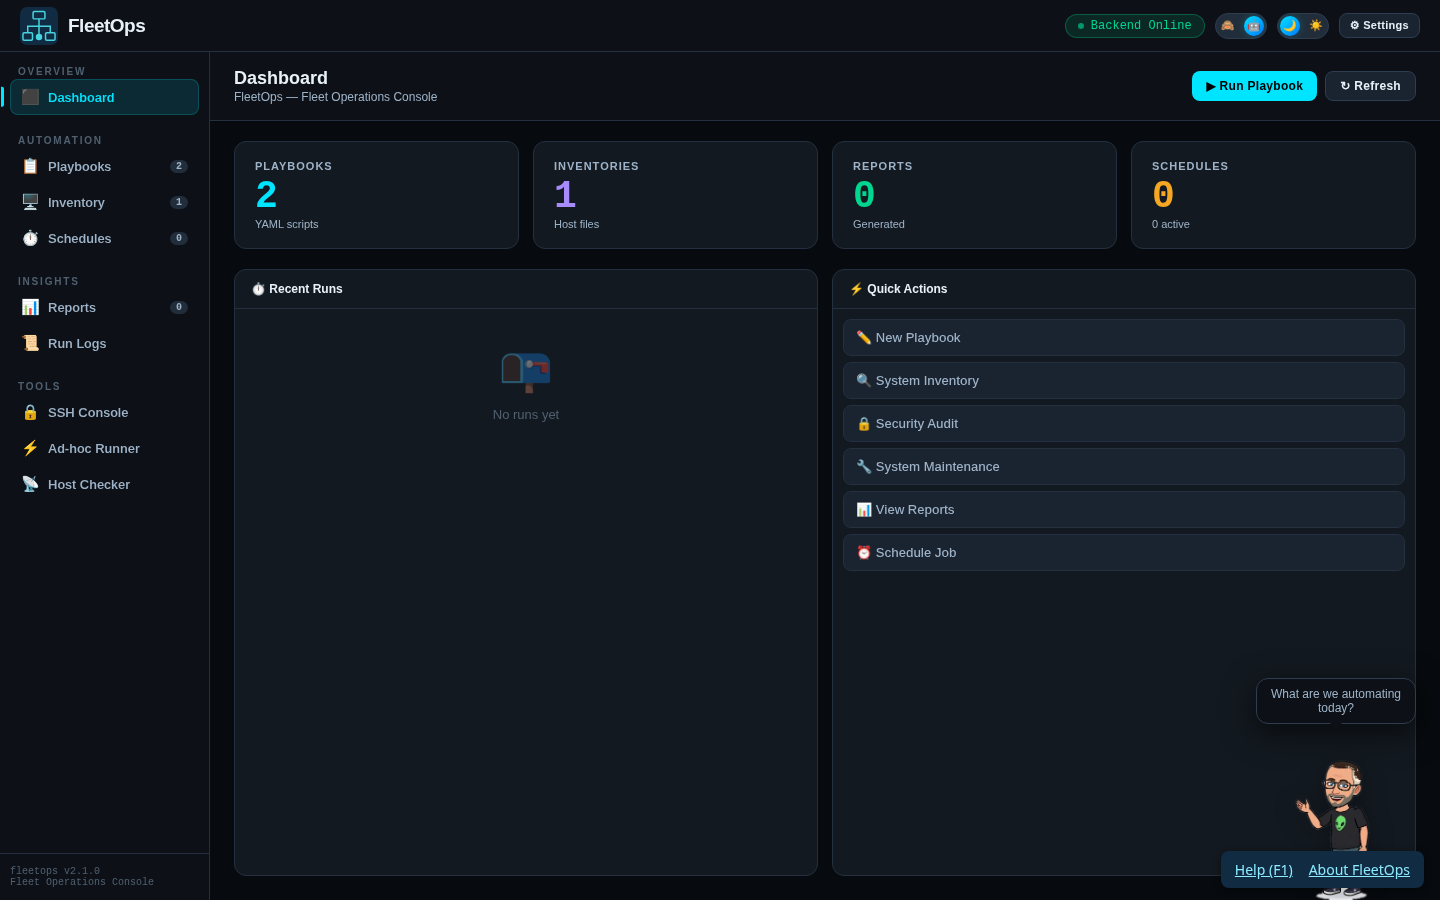 FleetOps
Backend Online
Settings
OVERVIEW
Dashboard
AUTOMATION
Playbooks 2
Inventory 1
Schedules 0
INSIGHTS
Reports 0
Run Logs
TOOLS
SSH Console
Ad-hoc Runner
Host Checker
fleetops v2.1.0
Fleet Operations Console
Dashboard
FleetOps — Fleet Operations Console
Run Playbook
Refresh
PLAYBOOKS
2
YAML scripts
INVENTORIES
1
Host files
REPORTS
0
Generated
SCHEDULES
0
0 active
Recent Runs
No runs yet
Quick Actions
New Playbook
System Inventory
Security Audit
System Maintenance
View Reports
Schedule Job
What are we automating
today?
Help (F1) About FleetOps